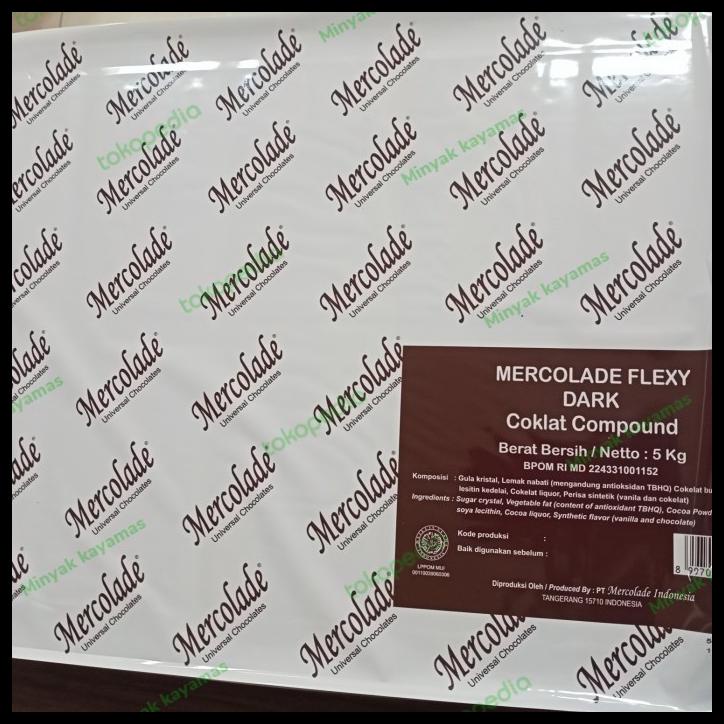 Mercolade
Universal Chocolates
tokopedia
Minyak kayamas
MERCOLADE FLEXY
DARK
Coklat Compound
Berat Bersih / Netto : 5 Kg
BPOM RI MD 224331001152
Komposisi : Gula kristal, Lemak nabati (mengandung antioksidan TBHQ) Cokelat bu
lesitin kedelai, Cokelat liquor, Perisa sintetik (vanila dan cokelat)
Ingredients : Sugar crystal, Vegetable fat (content of antioxidant TBHQ), Cocoa Powd
soya lecithin, Cocoa liquor, Synthetic flavor (vanilla and chocolate)
Kode produksi :
Baik digunakan sebelum :
LPPOM MUI
Diproduksi Oleh / Produced By : PT Mercolade Indonesia
TANGERANG 15710 INDONESIA